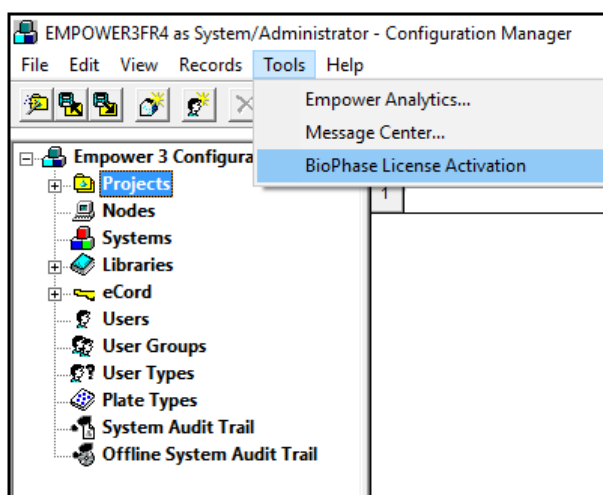 EMPOWER3FR4 as System/Administrator - Configuration Manager
File Edit View Records Tools Help
Empower Analytics...
Message Center...
BioPhase License Activation
Empower 3 Configura
Projects
1
Nodes
Systems
Libraries
eCord
Users
User Groups
User Types
Plate Types
System Audit Trail
Offline System Audit Trail